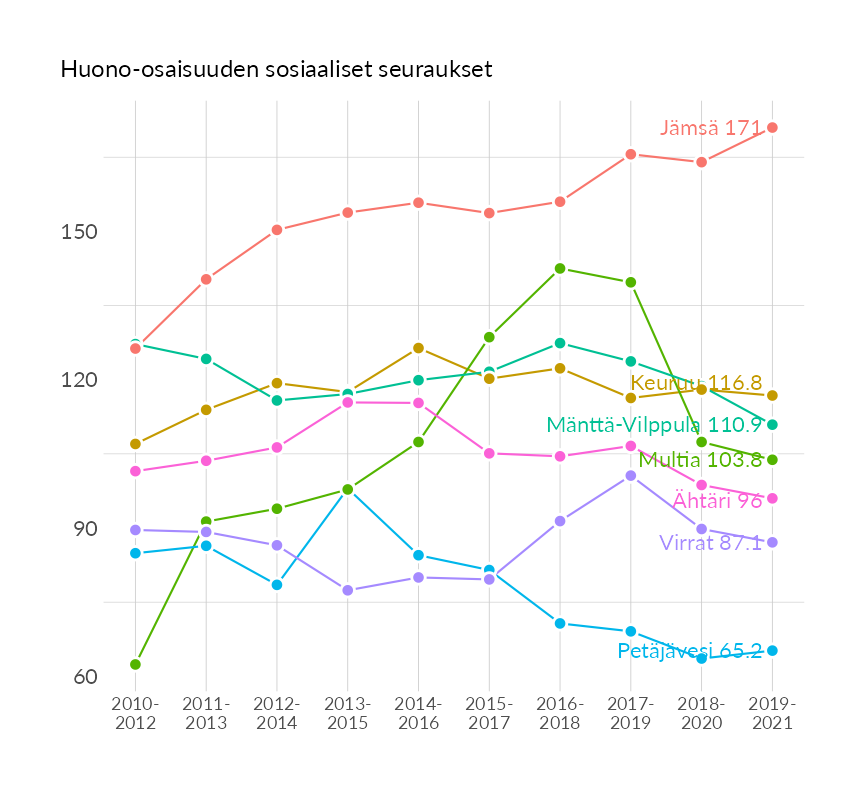 Huono-osaisuuden sosiaaliset seuraukset
Jämsä 171
150
120
Keuruu 116.8
Mänttä-Vilppula 110.9
Multia 103.8
Ähtäri 96
90
Virrat 87.1
Petäjävesi 65.2
60
2010- 2011- 2012- 2013- 2014- 2015- 2016- 2017- 2018- 2019-
2012 2013 2014 2015 2016 2017 2018 2019 2020 2021